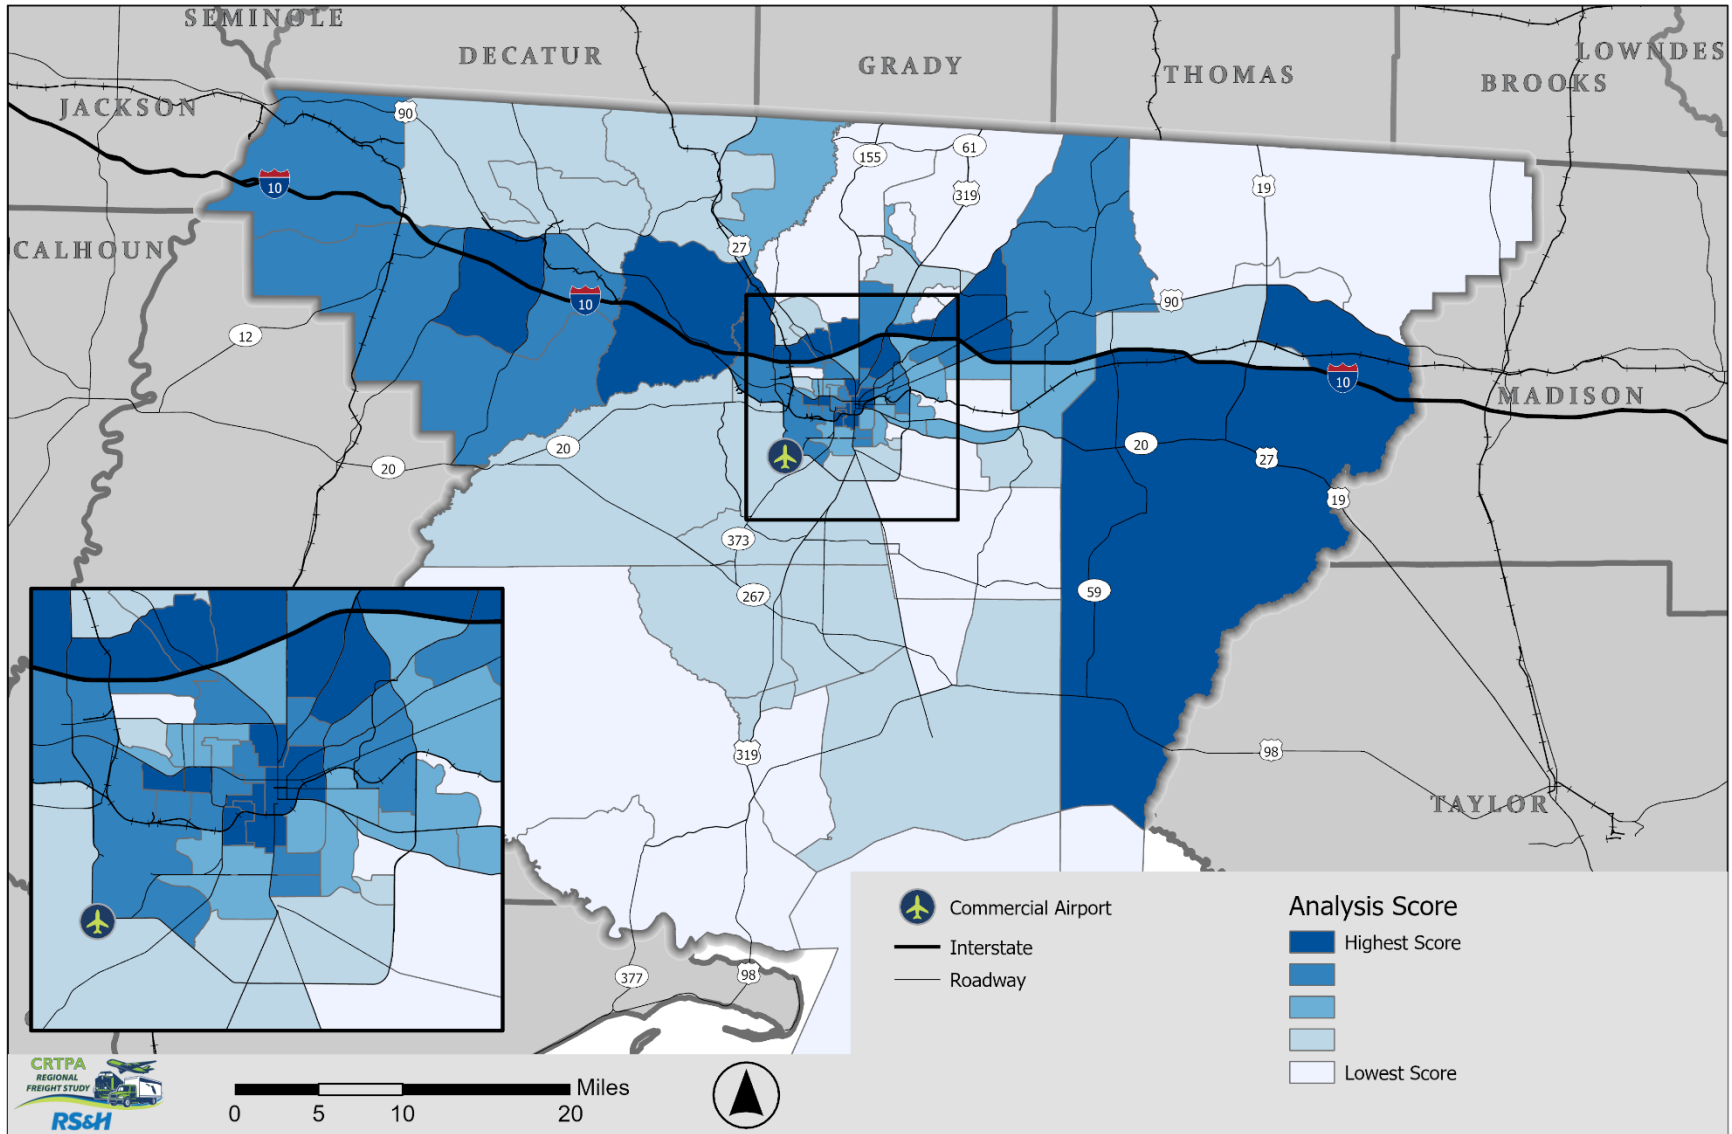 SEMINOLE
DECATUR
GRADY
THOMAS
LOWNDES
BROOKS
JACKSON
90
155
61
10
319
19
CALHOUN
27
10
90
12
10
MADISON
20
20
20
27
19
373
267
59
319
98
TAYLOR
377
98
Commercial Airport
Interstate
Roadway
Analysis Score
Highest Score
Lowest Score
CRTPA
REGIONAL
FREIGHT STUDY
RS&H
Miles
0 5 10 20